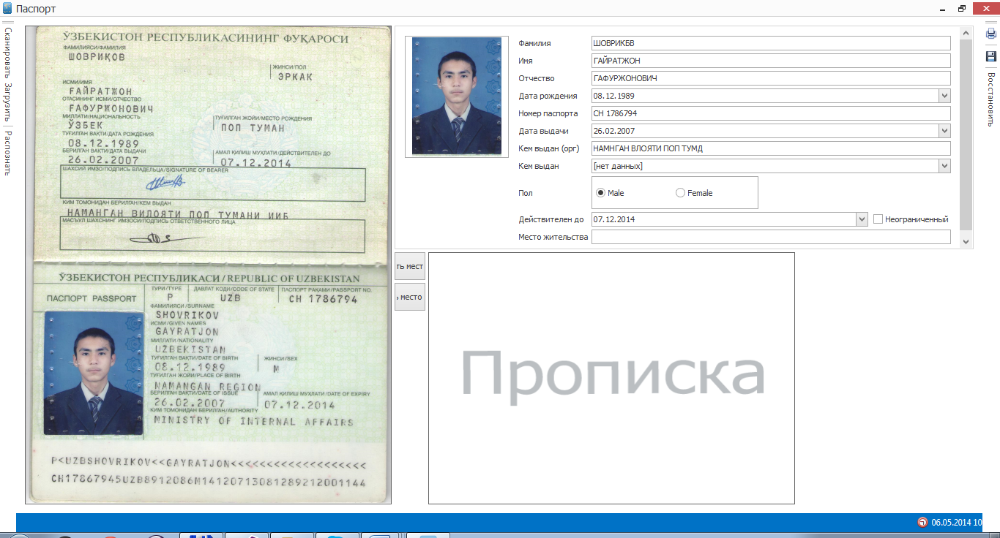 Паспорт
Сканировать
Загрузить
Распознать
ЎЗБЕКИСТОН РЕСПУБЛИКАСИНИНГ ФУҚАРОСИ
ФАМИЛИЯСИ/ФАМИЛИЯ
ШОВРИҚОВ
ЖИНСИ/ПОЛ
ЭРКАК
ИСМИ/ИМЯ
ҒАЙРАТЖОН
ОТАСИНИНГ ИСМИ/ОТЧЕСТВО
ҒАФУРЖОНОВИЧ
МИЛЛАТИ/НАЦИОНАЛЬНОСТЬ
ЎЗБЕК
ТУҒИЛГАН ЖОЙИ/МЕСТО РОЖДЕНИЯ
ПОП ТУМАН
ТУҒИЛГАН ВАҚТИ/ДАТА РОЖДЕНИЯ
08.12.1989
БЕРИЛГАН ВАҚТИ/ДАТА ВЫДАЧИ
26.02.2007
АМАЛ ҚИЛИШ МУҲЛАТИ/ДЕЙСТВИТЕЛЕН ДО
07.12.2014
ШАХСИЙ ИМЗО/ПОДПИСЬ ВЛАДЕЛЬЦА/SIGNATURE OF BEARER
КИМ ТОМОНИДАН БЕРИЛГАН/КЕМ ВЫДАН
НАМАНГАН ВИЛОЯТИ ПОП ТУМАНИ ИИБ
МАСЪУЛ ШАХСНИНГ ИМЗОСИ/ПОДПИСЬ ОТВЕТСТВЕННОГО ЛИЦА
ЎЗБЕКИСТОН РЕСПУБЛИКАСИ / REPUBLIC OF UZBEKISTAN
ПАСПОРТ PASSPORT
ТУРИ/TYPE
P
ДАВЛАТ КОДИ/CODE OF STATE
UZB
ПАСПОРТ РАҚАМИ/PASSPORT NO.
CH 1786794
ФАМИЛИЯСИ /SURNAME
SHOVRIKOV
ИСМИ/GIVEN NAMES
GAYRATJON
МИЛЛАТИ/NATIONALITY
UZBEKISTAN
ТУҒИЛГАН ВАҚТИ/DATE OF BIRTH
08.12.1989
ЖИНСИ/SEX
M
ТУҒИЛГАН ЖОЙИ/PLACE OF BIRTH
NAMANGAN REGION
БЕРИЛГАН ВАҚТИ/DATE OF ISSUE
26.02.2007
АМАЛ ҚИЛИШ МУҲЛАТИ /DATE OF EXPIRY
07.12.2014
КИМ ТОМОНИДАН БЕРИЛГАН/AUTHORITY
MINISTRY OF INTERNAL AFFAIRS
P<UZBSHOVRIKOV<<GAYRATJON<<<<<<<<<<<<<<<<<<<
CH17867945UZB8912086M14120713081289212001144
Фамилия ШОВРИКБВ
Имя ГАЙРАТЖОН
Отчество ГАФУРЖОНОВИЧ
Дата рождения 08.12.1989
Номер паспорта CH 1786794
Дата выдачи 26.02.2007
Кем выдан (орг) НАМНГАН ВЛОЯТИ ПОП ТУМД
Кем выдан [нет данных]
Пол Male Female
Действителен до 07.12.2014 Неограниченный
Место жительства
ть мест
ь место
Прописка
Восстановить
06.05.2014 10